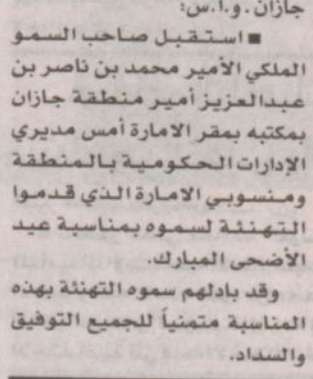 جازان. و.ا.س:
■ استقبل صاحب السمو
الملكي الأمير محمد بن ناصر بن
عبدالعزيز أمير منطقة جازان
بمكتبه بمقر الامارة أمس مديري
الإدارات الحكومية بالمنطقة
ومنسوبي الامارة الذي قدموا
التهنئة لسموه بمناسبة عيد
الأضحى المبارك.
وقد بادلهم سموه التهنئة بهذه
المناسبة متمنياً للجميع التوفيق
والسداد.